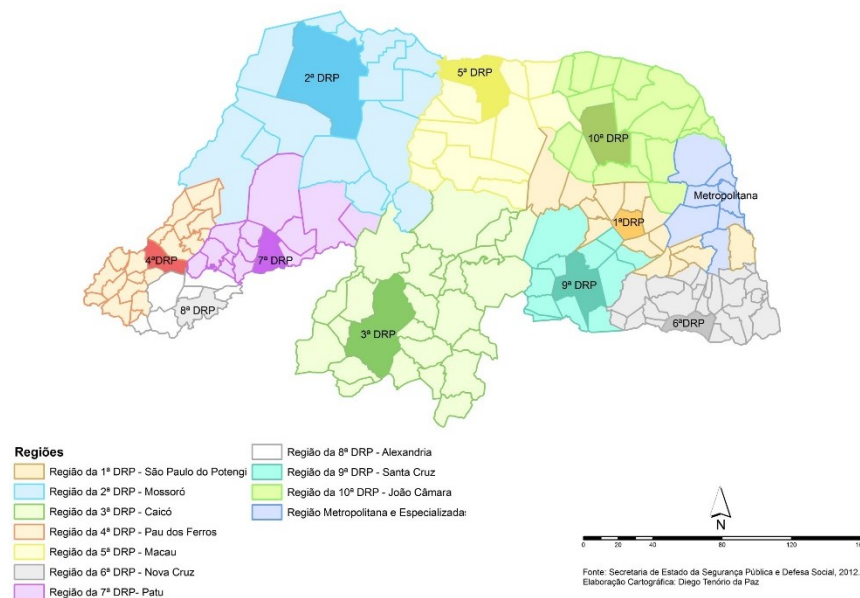 2ª DRP
5ª DRP
10ª DRP
Metropolitana
1ªDRP
4ªDRP
7ª DRP
9ª DRP
8ª DRP
6ªDRP
3ª DRP
Regiões
Região da 1ª DRP - São Paulo do Potengi
Região da 2ª DRP - Mossoró
Região da 3ª DRP - Caicó
Região da 4ª DRP - Pau dos Ferros
Região da 5ª DRP - Macau
Região da 6ª DRP - Nova Cruz
Região da 7ª DRP- Patu
Região da 8ª DRP - Alexandria
Região da 9ª DRP - Santa Cruz
Região da 10ª DRP - João Câmara
Região Metropolitana e Especializada
N
0 10 20 40 80 120 160
Fonte: Secretaria de Estado da Segurança Pública e Defesa Social, 2012.
Elaboração Cartográfica: Diego Tenório da Paz